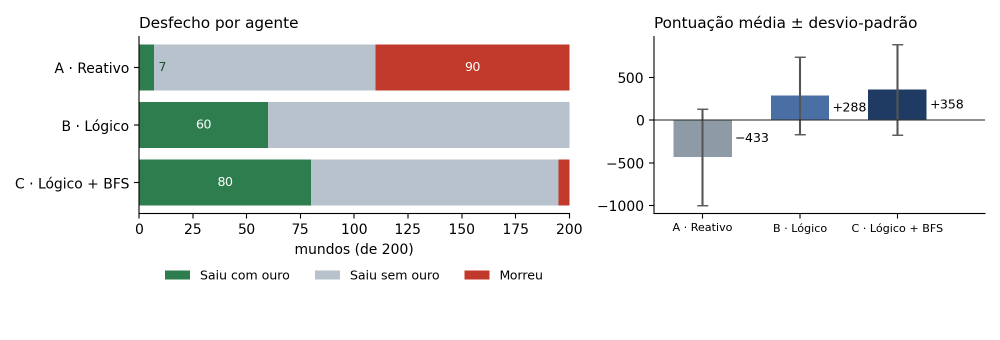 Desfecho por agente
A · Reativo
7
90
B · Lógico
60
C · Lógico + BFS
80
0 25 50 75 100 125 150 175 200
mundos (de 200)
Saiu com ouro Saiu sem ouro Morreu
Pontuação média ± desvio-padrão
500
0
−500
−1000
−433
+288
+358
A · Reativo B · Lógico C · Lógico + BFS